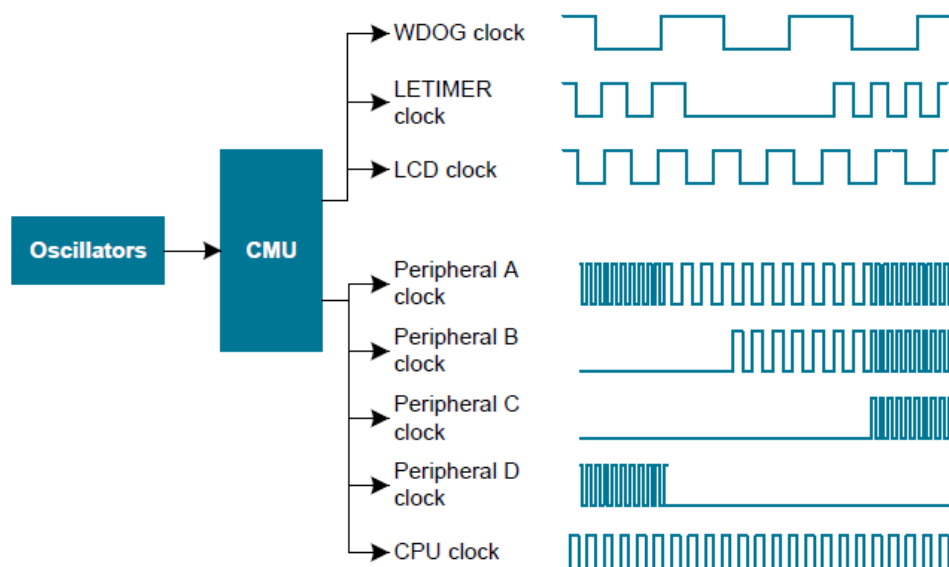 WDOG clock
LETIMER
clock
LCD clock
Oscillators
CMU
Peripheral A
clock
Peripheral B
clock
Peripheral C
clock
Peripheral D
clock
CPU clock